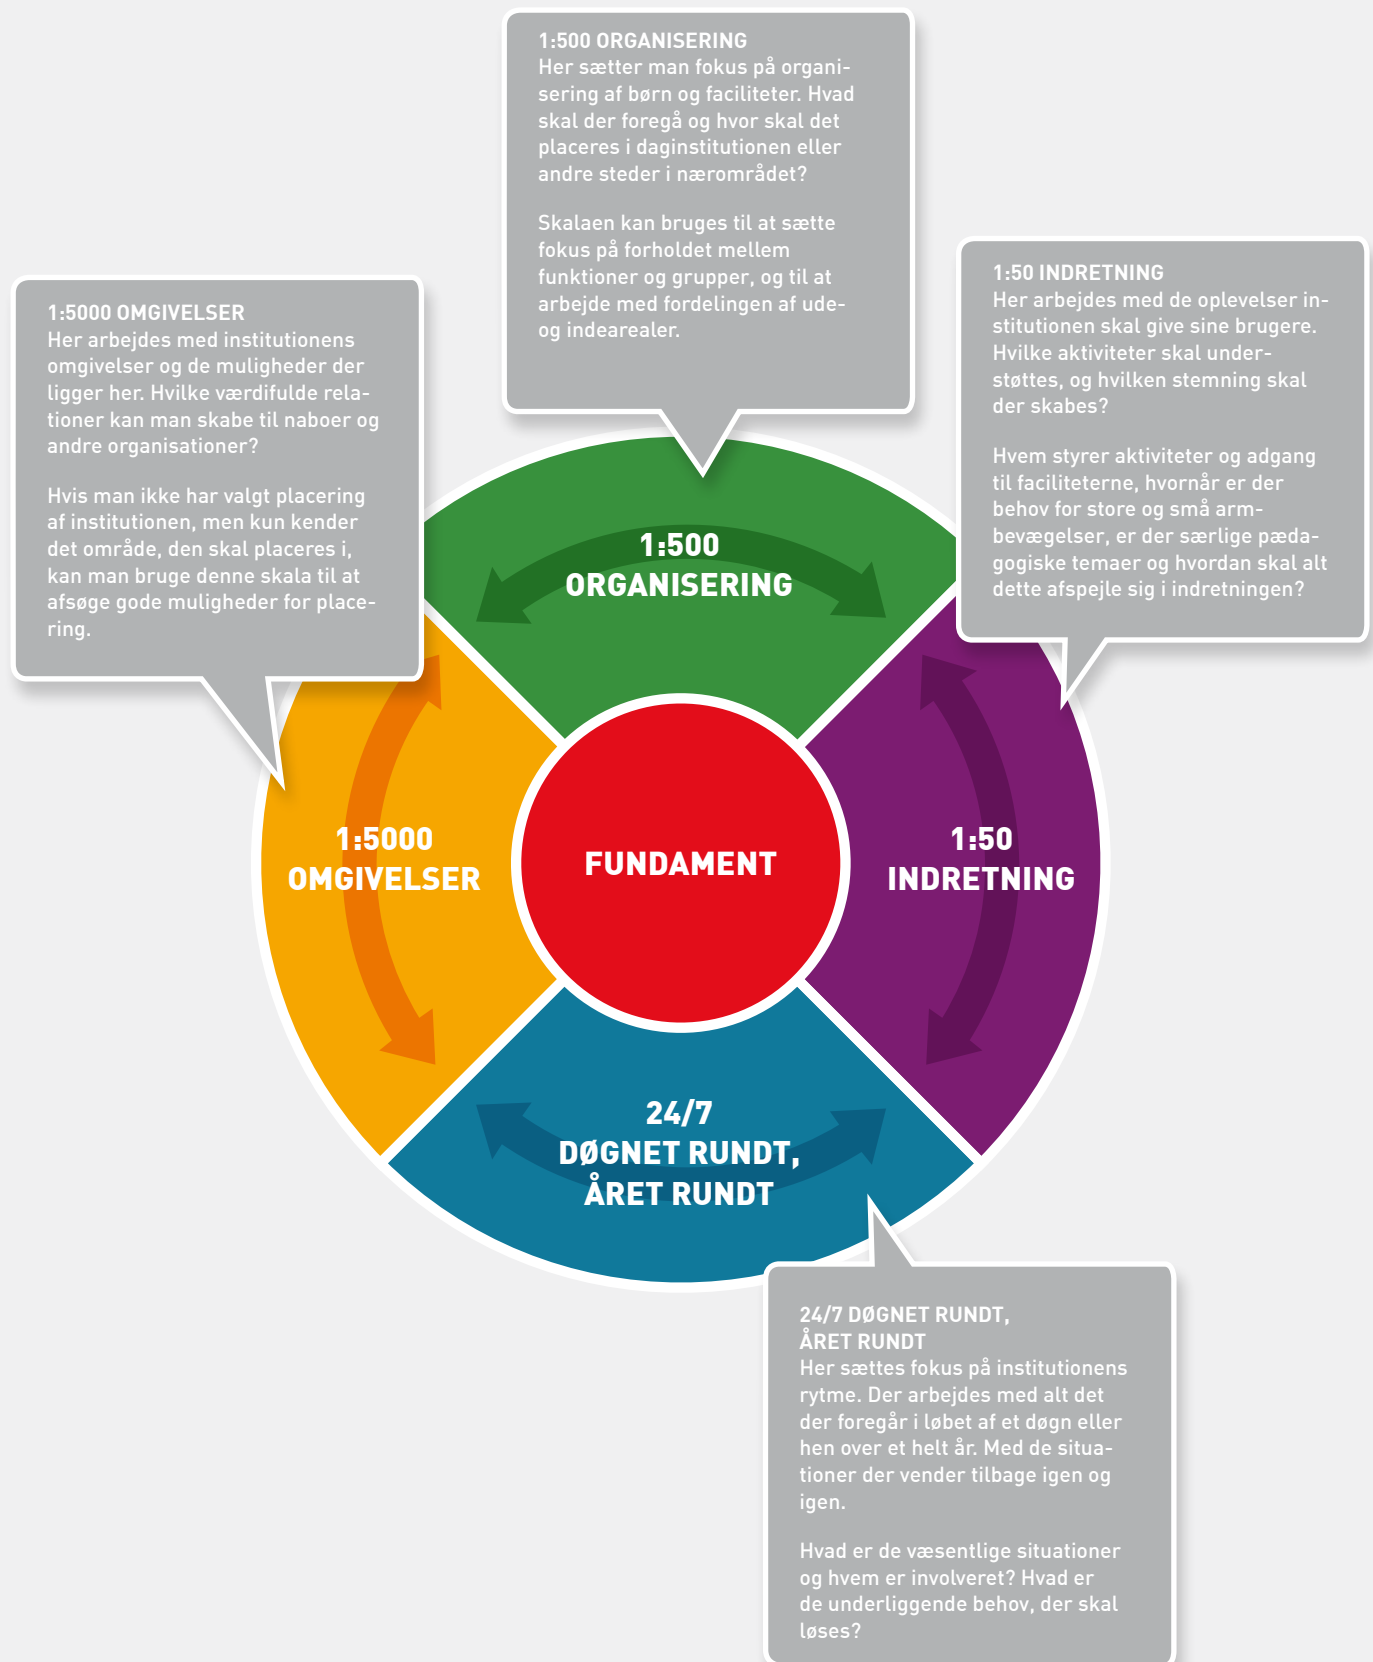 1:500 ORGANISERING
Her sætter man fokus på organi-
sering af børn og faciliteter. Hvad
skal der foregå og hvor skal det
placeres i daginstitutionen eller
andre steder i nærområdet?
Skalaen kan bruges til at sætte
fokus på forholdet mellem
funktioner og grupper, og til at
arbejde med fordelingen af ude-
og indearealer.
1:50 INDRETNING
Her arbejdes med de oplevelser in-
stitutionen skal give sine brugere.
Hvilke aktiviteter skal under-
støttes, og hvilken stemning skal
der skabes?
Hvem styrer aktiviteter og adgang
til faciliteterne, hvornår er der
behov for store og små arm-
bevægelser, er der særlige pæda-
gogiske temaer og hvordan skal alt
dette afspejle sig i indretningen?
1:5000 OMGIVELSER
Her arbejdes med institutionens
omgivelser og de muligheder der
ligger her. Hvilke værdifulde rela-
tioner kan man skabe til naboer og
andre organisationer?
Hvis man ikke har valgt placering
af institutionen, men kun kender
det område, den skal placeres i,
kan man bruge denne skala til at
afsøge gode muligheder for place-
ring.
1:500
ORGANISERING
1:5000
OMGIVELSER
FUNDAMENT
1:50
INDRETNING
24/7
DØGNET RUNDT,
ÅRET RUNDT
24/7 DØGNET RUNDT,
ÅRET RUNDT
Her sættes fokus på institutionens
rytme. Der arbejdes med alt det
der foregår i løbet af et døgn eller
hen over et helt år. Med de situa-
tioner der vender tilbage igen og
igen.
Hvad er de væsentlige situationer
og hvem er involveret? Hvad er
de underliggende behov, der skal
løses?